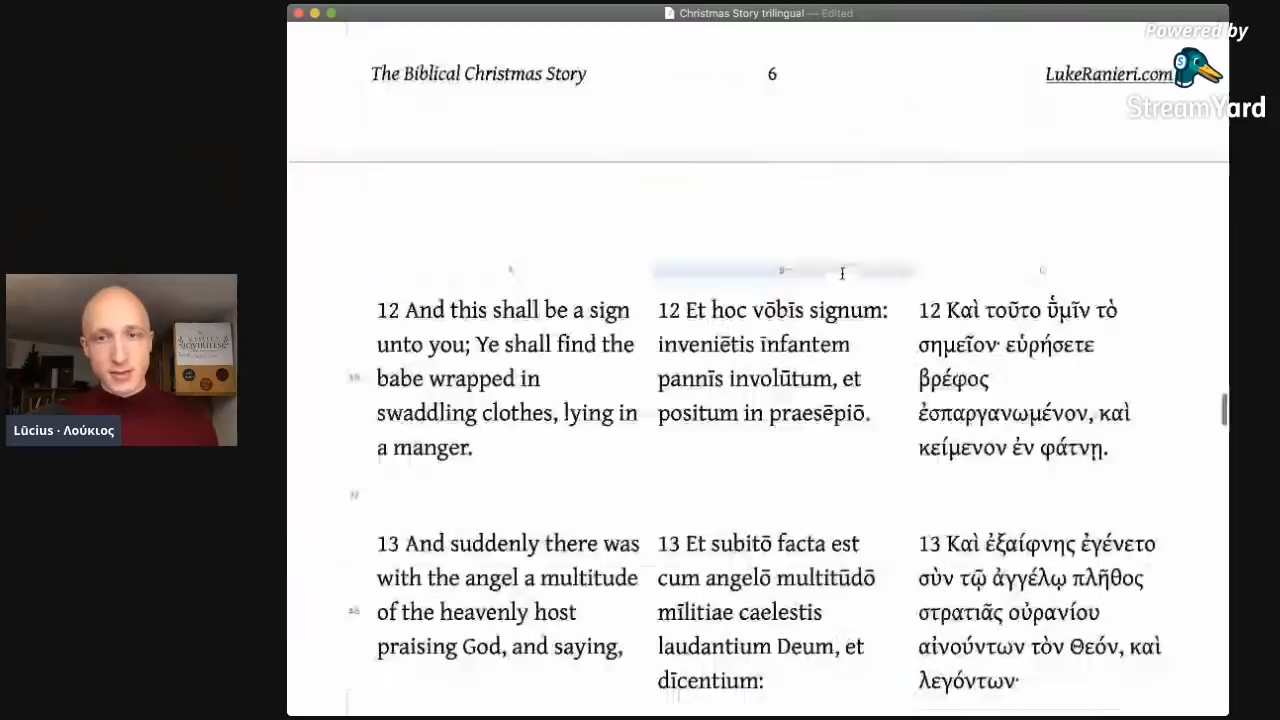 Christmas Story trilingual — Edited
Powered by
StreamYard
The Biblical Christmas Story
6
LukeRanieri.com
12 And this shall be a sign
unto you; Ye shall find the
babe wrapped in
swaddling clothes, lying in
a manger.
12 Et hoc vōbīs signum:
inveniētis īnfantem
pannīs involūtum, et
positum in praesēpiō.
12 Καὶ τοῦτο ὑ̄μῖν τὸ
σημεῖον· εὑρήσετε
βρέφος
ἐσπαργανωμένον, καὶ
κείμενον ἐν φάτνῃ.
13 And suddenly there was
with the angel a multitude
of the heavenly host
praising God, and saying,
13 Et subitō facta est
cum angelō multitūdō
mīlitiae caelestis
laudantium Deum, et
dīcentium:
13 Καὶ ἐξαίφνης ἐγένετο
σὺν τῷ ἀγγέλῳ πλῆθος
στρατιᾶς οὐρανίου
αἰνούντων τὸν Θεόν, καὶ
λεγόντων·
Lūcius · Λούκιος